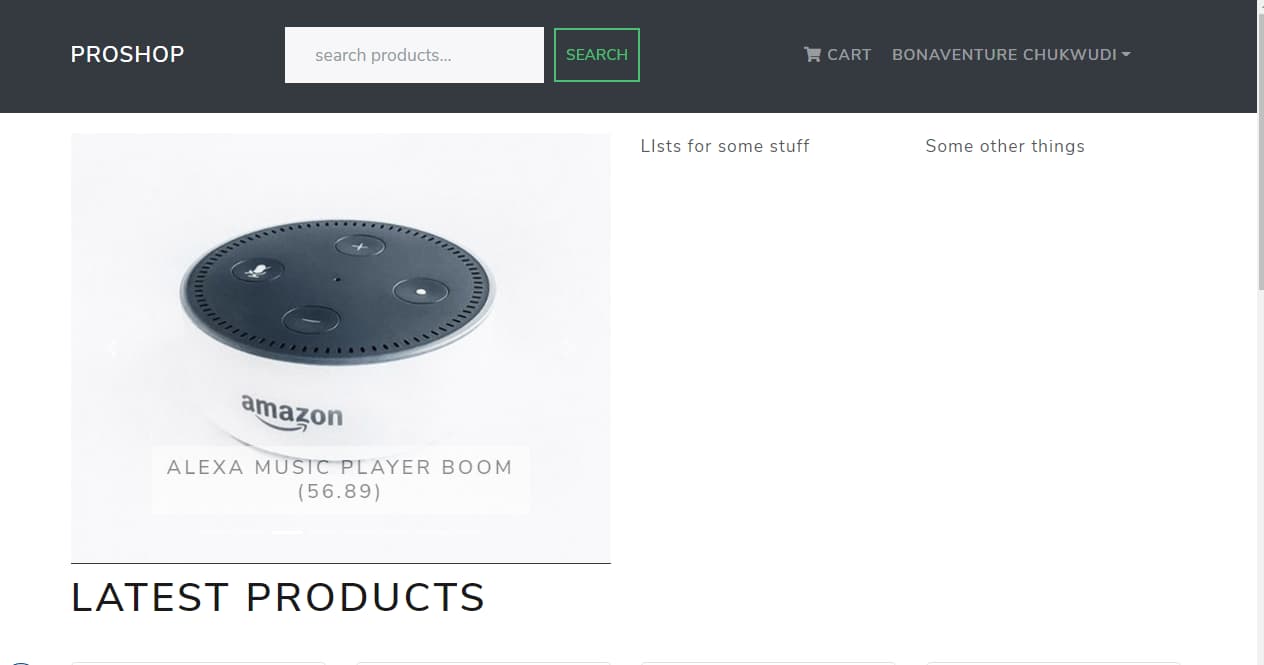 PROSHOP
search products...
SEARCH
CART
BONAVENTURE CHUKWUDI
LIsts for some stuff
Some other things
amazon
ALEXA MUSIC PLAYER BOOM
(56.89)
LATEST PRODUCTS